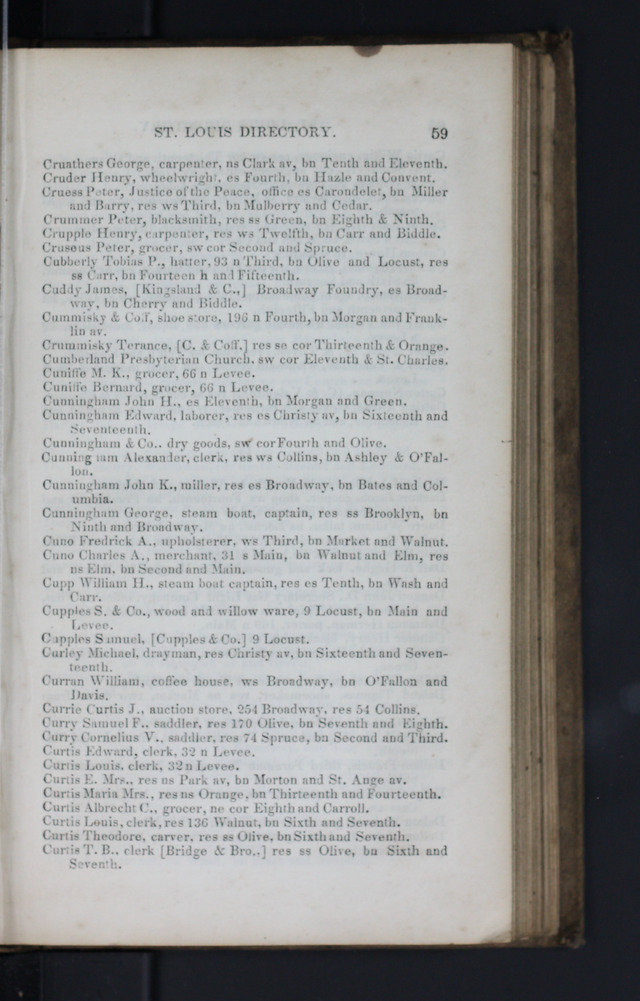 ST. LOUIS DIRECTORY. 59
Cruathers George, carpenter, ns Clark av, bn Tenth and Eleventh.
Cruder Henry, wheelwright, es Fourth, bn Hazle and Convent.
Cruess Peter, Justice of the Peace, office es Carondelet, bn Miller
and Barry, res ws Third, bn Mulberry and Cedar.
Crummer Peter, blacksmith, res ss Green, bn Eighth & Ninth.
Crupple Henry, carpenter, res ws Twelfth, bn Carr and Biddle.
Cruseus Peter, grocer, sw cor Second and Spruce.
Cubberly Tobias P., hatter, 93 n Third, bn Olive and Locust, res
ss Carr, bn Fourteen h and Fifteenth.
Cuddy James, [Kingsland & C.,] Broadway Foundry, es Broad-
way, bn Cherry and Biddle.
Cummisky & Coff, shoe store, 196 n Fourth, bn Morgan and Frank-
lin av.
Crummisky Terance, [C. & Coff,] res se cor Thirteenth & Orange.
Cumberland Presbyterian Church, sw cor Eleventh & St. Charles.
Cuniffe M. K., grocer, 66 n Levee.
Cuniffe Bernard, grocer, 66 n Levee.
Cunningham John H., es Eleventh, bn Morgan and Green.
Cunningham Edward, laborer, res es Christy av, bn Sixteenth and
Seventeenth.
Cunningham & Co., dry goods, sw cor Fourth and Olive.
Cunning am Alexander, clerk, res ws Collins, bn Ashley & O'Fal-
lon.
Cunningham John K., miller, res es Broadway, bn Bates and Col-
umbia.
Cunningham George, steam boat, captain, res ss Brooklyn, bn
Ninth and Broadway.
Cuno Fredrick A., upholsterer, ws Third, bn Market and Walnut.
Cuno Charles A., merchant, 31 s Main, bn Walnut and Elm, res
ns Elm, bn Second and Main.
Cupp William H., steam boat captain, res es Tenth, bn Wash and
Carr.
Cupples S. & Co., wood and willow ware, 9 Locust, bn Main and
Levee.
Cupples Samuel, [Cupples & Co.] 9 Locust.
Curley Michael, drayman, res Christy av, bn Sixteenth and Seven-
teenth.
Curran William, coffee house, ws Broadway, bn O'Fallon and
Davis.
Currie Curtis J., auction store, 254 Broadway, res 54 Collins.
Curry Samuel F., saddler, res 170 Olive, bn Seventh and Eighth.
Curry Cornelius V., saddler, res 74 Spruce, bn Second and Third.
Curtis Edward, clerk, 32 n Levee.
Curtis Louis, clerk, 32 n Levee.
Curtis E. Mrs., res ns Park av, bn Morton and St. Ange av.
Curtis Maria Mrs., res ns Orange, bn Thirteenth and Fourteenth.
Curtis Albrecht C., grocer, ne cor Eighth and Carroll.
Curtis Louis, clerk, res 136 Walnut, bn Sixth and Seventh.
Curtis Theodore, carver, res ss Olive, bn Sixth and Seventh.
Curtis T. B., clerk [Bridge & Bro.,] res ss Olive, bn Sixth and
Seventh.